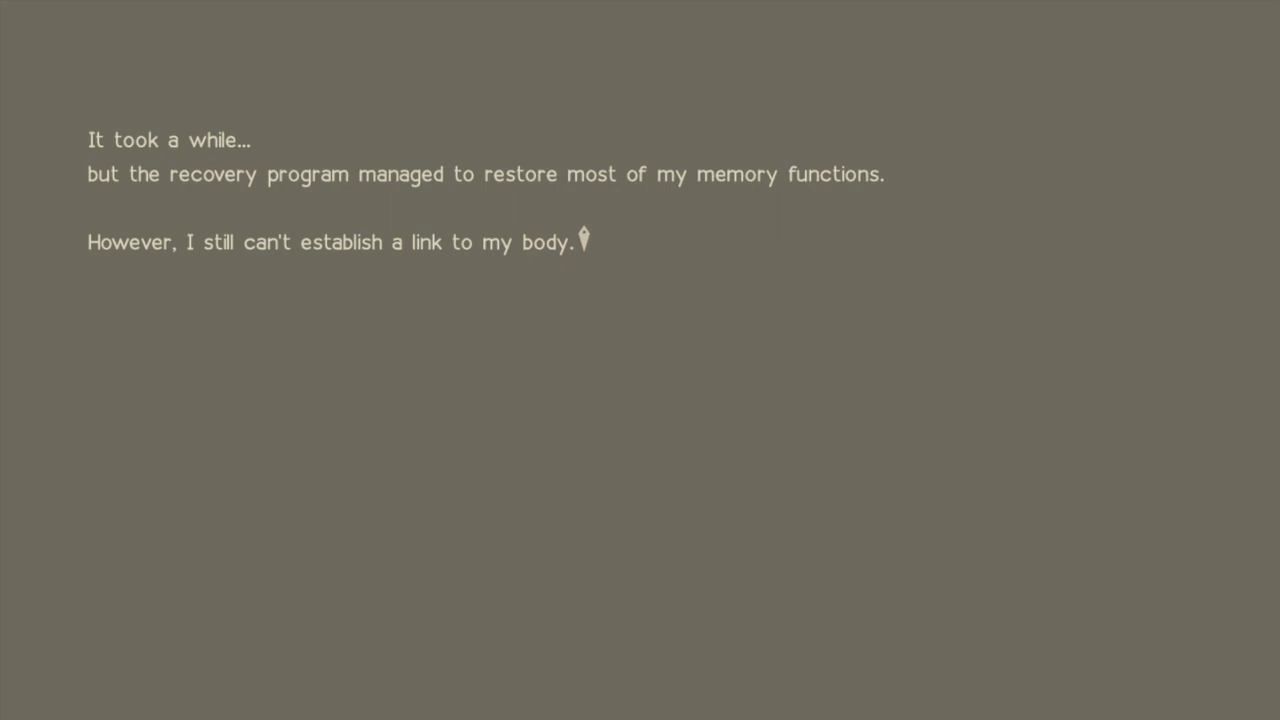 It took a while...
but the recovery program managed to restore most of my memory functions.
However, I still can't establish a link to my body.